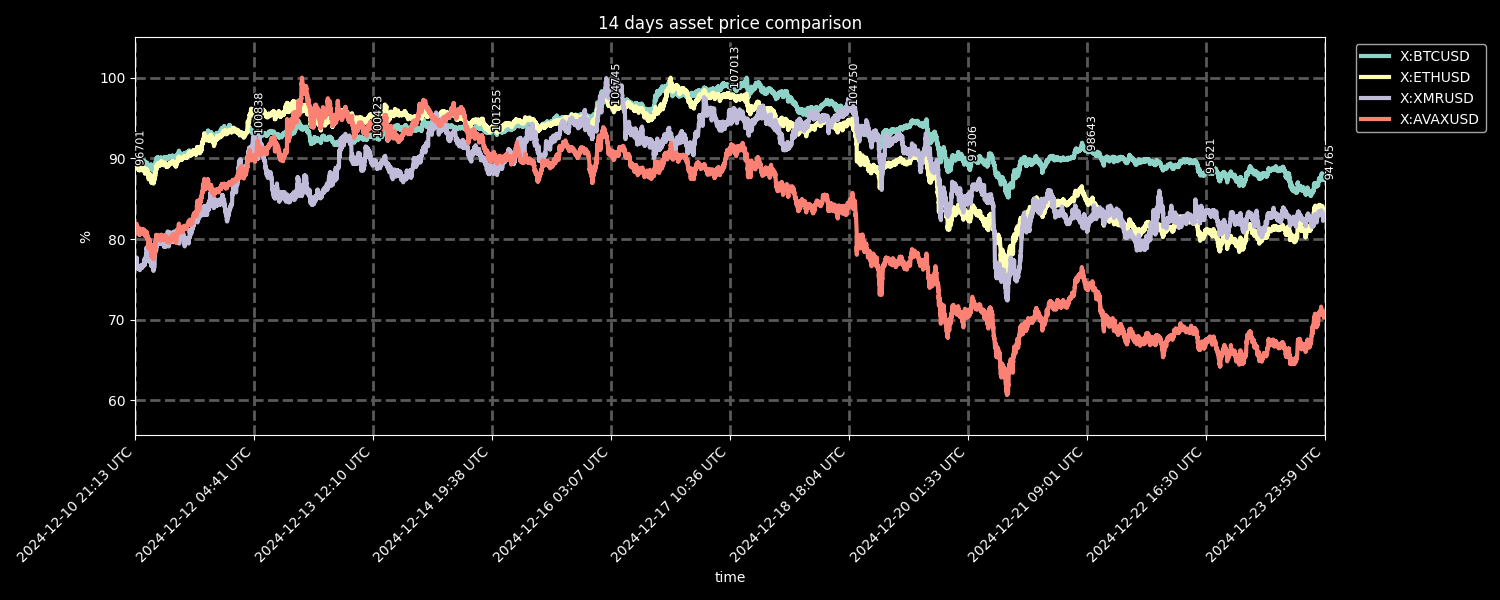 14 days asset price comparison
X:BTCUSD
X:ETHUSD
X:XMRUSD
X:AVAXUSD
100
90
80
70
60
%
96701
100838
100423
101255
104745
107013
104750
97306
98643
95621
94765
2024-12-10 21:13 UTC
2024-12-12 04:41 UTC
2024-12-13 12:10 UTC
2024-12-14 19:38 UTC
2024-12-16 03:07 UTC
2024-12-17 10:36 UTC
2024-12-18 18:04 UTC
2024-12-20 01:33 UTC
2024-12-21 09:01 UTC
2024-12-22 16:30 UTC
2024-12-23 23:59 UTC
time